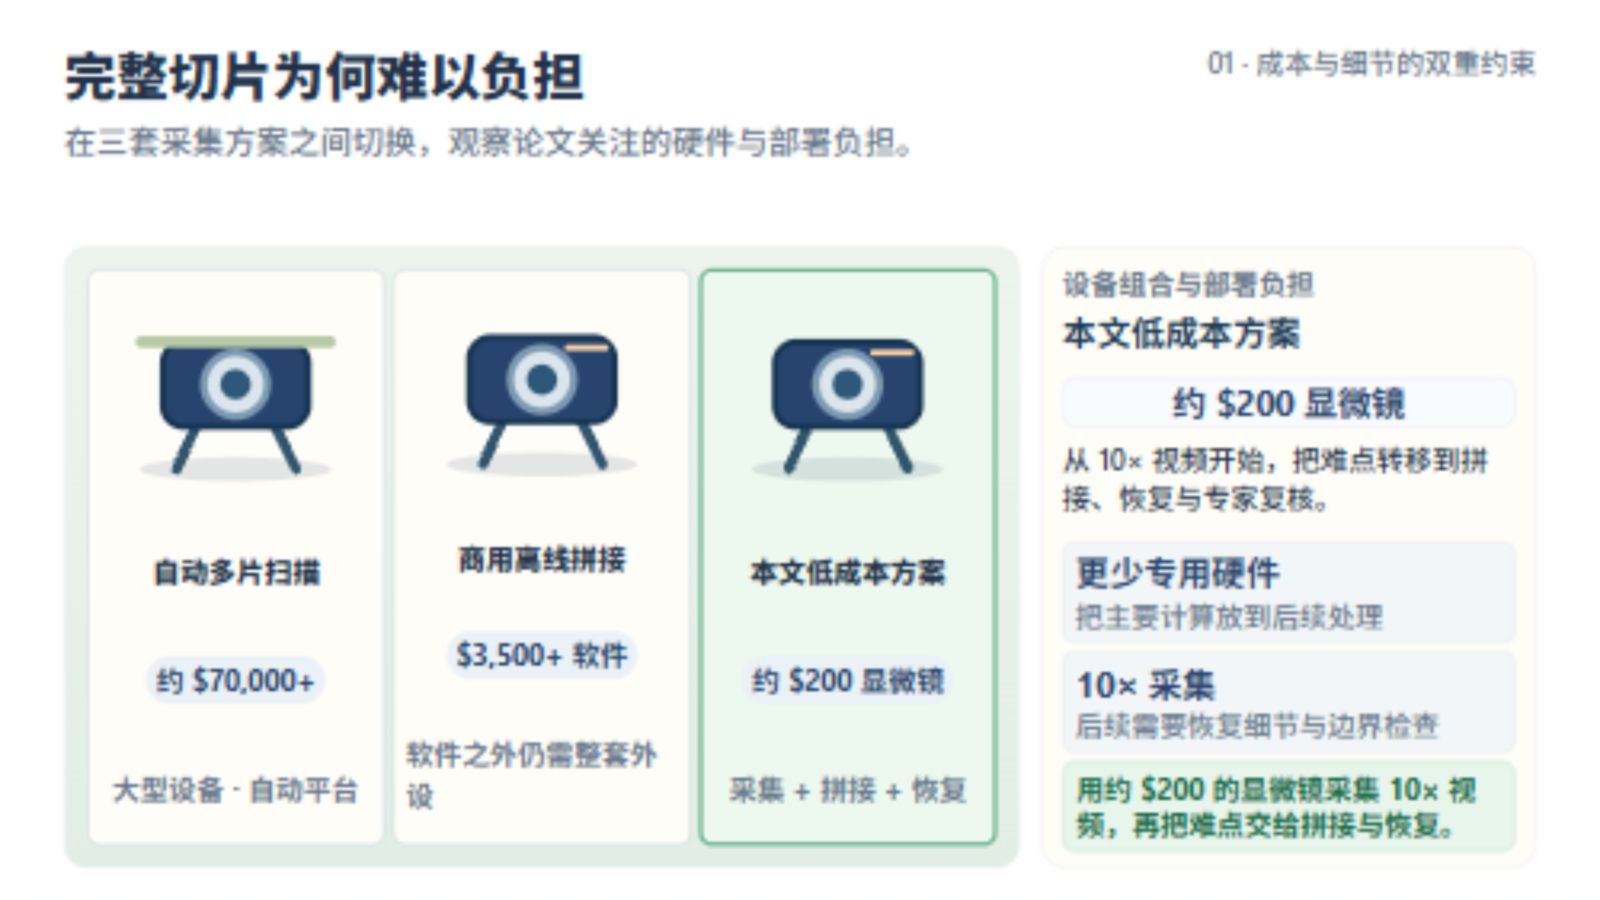 完整切片为何难以负担
01 · 成本与细节的双重约束
在三套采集方案之间切换，观察论文关注的硬件与部署负担。
自动多片扫描
约 $70,000+
大型设备 · 自动平台
商用离线拼接
$3,500+ 软件
软件之外仍需整套外
设
本文低成本方案
约 $200 显微镜
采集 + 拼接 + 恢复
设备组合与部署负担
本文低成本方案
约 $200 显微镜
从 10× 视频开始，把难点转移到拼
接、恢复与专家复核。
更少专用硬件
把主要计算放到后续处理
10× 采集
后续需要恢复细节与边界检查
用约 $200 的显微镜采集 10× 视
频，再把难点交给拼接与恢复。